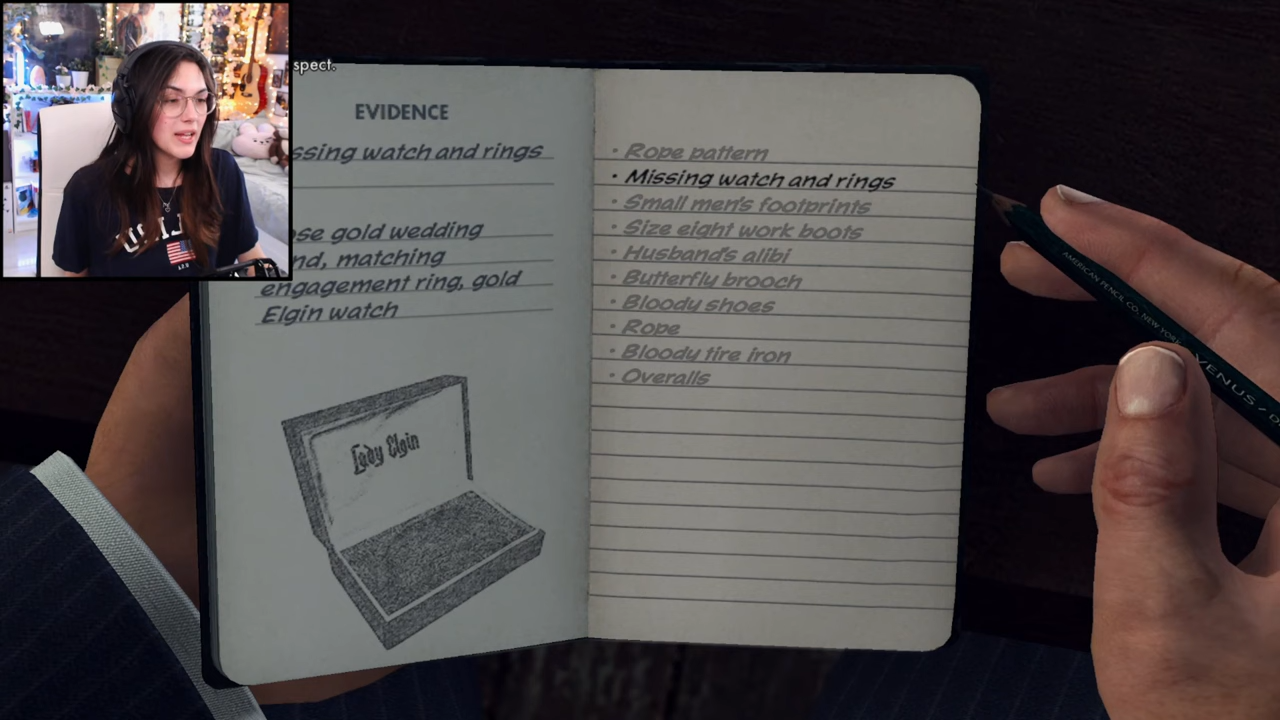 spect.
EVIDENCE
ssing watch and rings
se gold wedding
nd, matching
engagement ring, gold
Elgin watch
Lady Elgin
• Rope pattern
• Missing watch and rings
• Small men's footprints
• Size eight work boots
• Husband's alibi
• Butterfly brooch
• Bloody shoes
• Rope
• Bloody tire iron
• Overalls
AMERICAN PENCIL CO., NEW YORK
VENUS